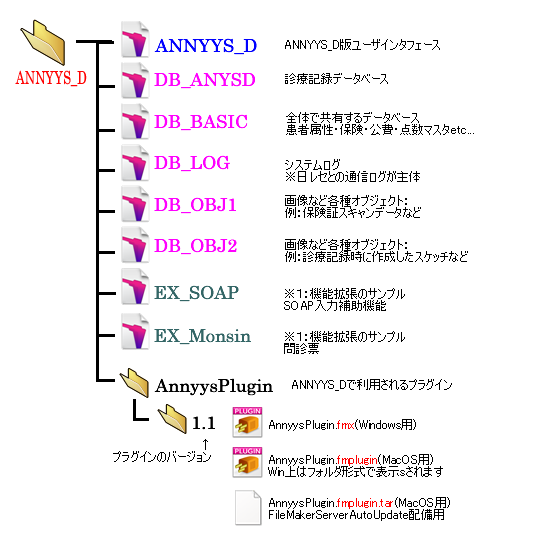 ANNYYS_D
ANNYYS_D ANNYYS_D版ユーザインタフェース
DB_ANYSD 診療記録データベース
DB_BASIC 全体で共有するデータベース
患者属性・保険・公費・点数マスタetc...
DB_LOG システムログ
※日レセとの通信ログが主体
DB_OBJ1 画像など各種オブジェクト:
例:保険証スキャンデータなど
DB_OBJ2 画像など各種オブジェクト:
例:診療記録時に作成したスケッチなど
EX_SOAP ※1:機能拡張のサンプル
SOAP入力補助機能
EX_Monsin ※1:機能拡張のサンプル
問診票
AnnyysPlugin ANNYYS_Dで利用されるプラグイン
1.1 PLUGIN AnnyysPlugin.fmx(Windows用)
↑
プラグインのバージョン
PLUGIN AnnyysPlugin.fmplugin(MacOS用)
Win上はフォルダ形式で表示sされます
AnnyysPlugin.fmplugin.tar(MacOS用)
FileMakerServerAutoUpdate配備用